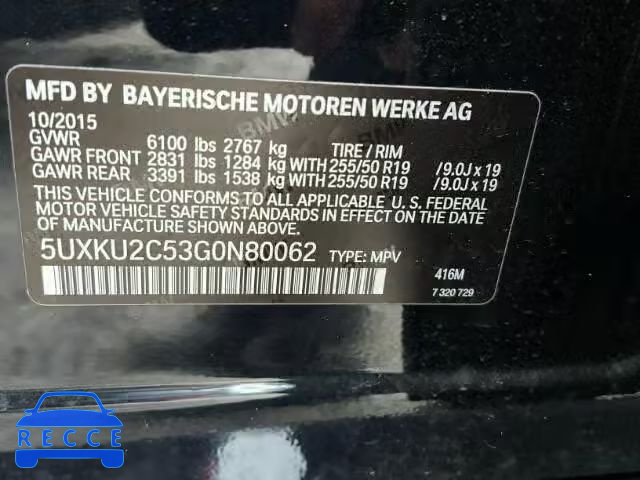 MFD BY BAYERISCHE MOTOREN WERKE AG
10/2015
GVWR 6100 lbs 2767 kg TIRE / RIM
GAWR FRONT 2831 lbs 1284 kg WITH 255/50 R19 /9.0J x 19
GAWR REAR 3391 lbs 1538 kg WITH 255/50 R19 /9.0J x 19
THIS VEHICLE CONFORMS TO ALL APPLICABLE U. S. FEDERAL
MOTOR VEHICLE SAFETY STANDARDS IN EFFECT ON THE DATE
OF MANUFACTURE SHOWN ABOVE.
5UXKU2C53G0N80062 TYPE: MPV
416M
7 320 729
RECCE